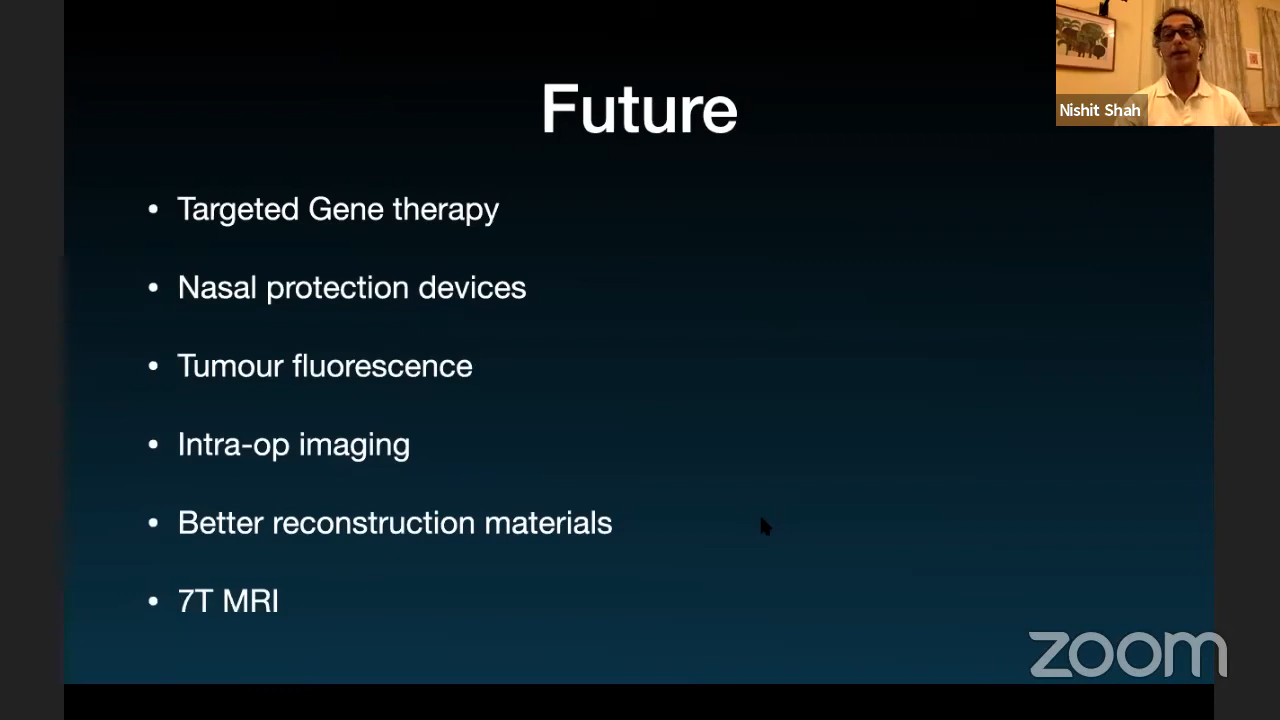 Future
Nishit Shah
• Targeted Gene therapy
• Nasal protection devices
• Tumour fluorescence
• Intra-op imaging
• Better reconstruction materials
• 7T MRI
zoom